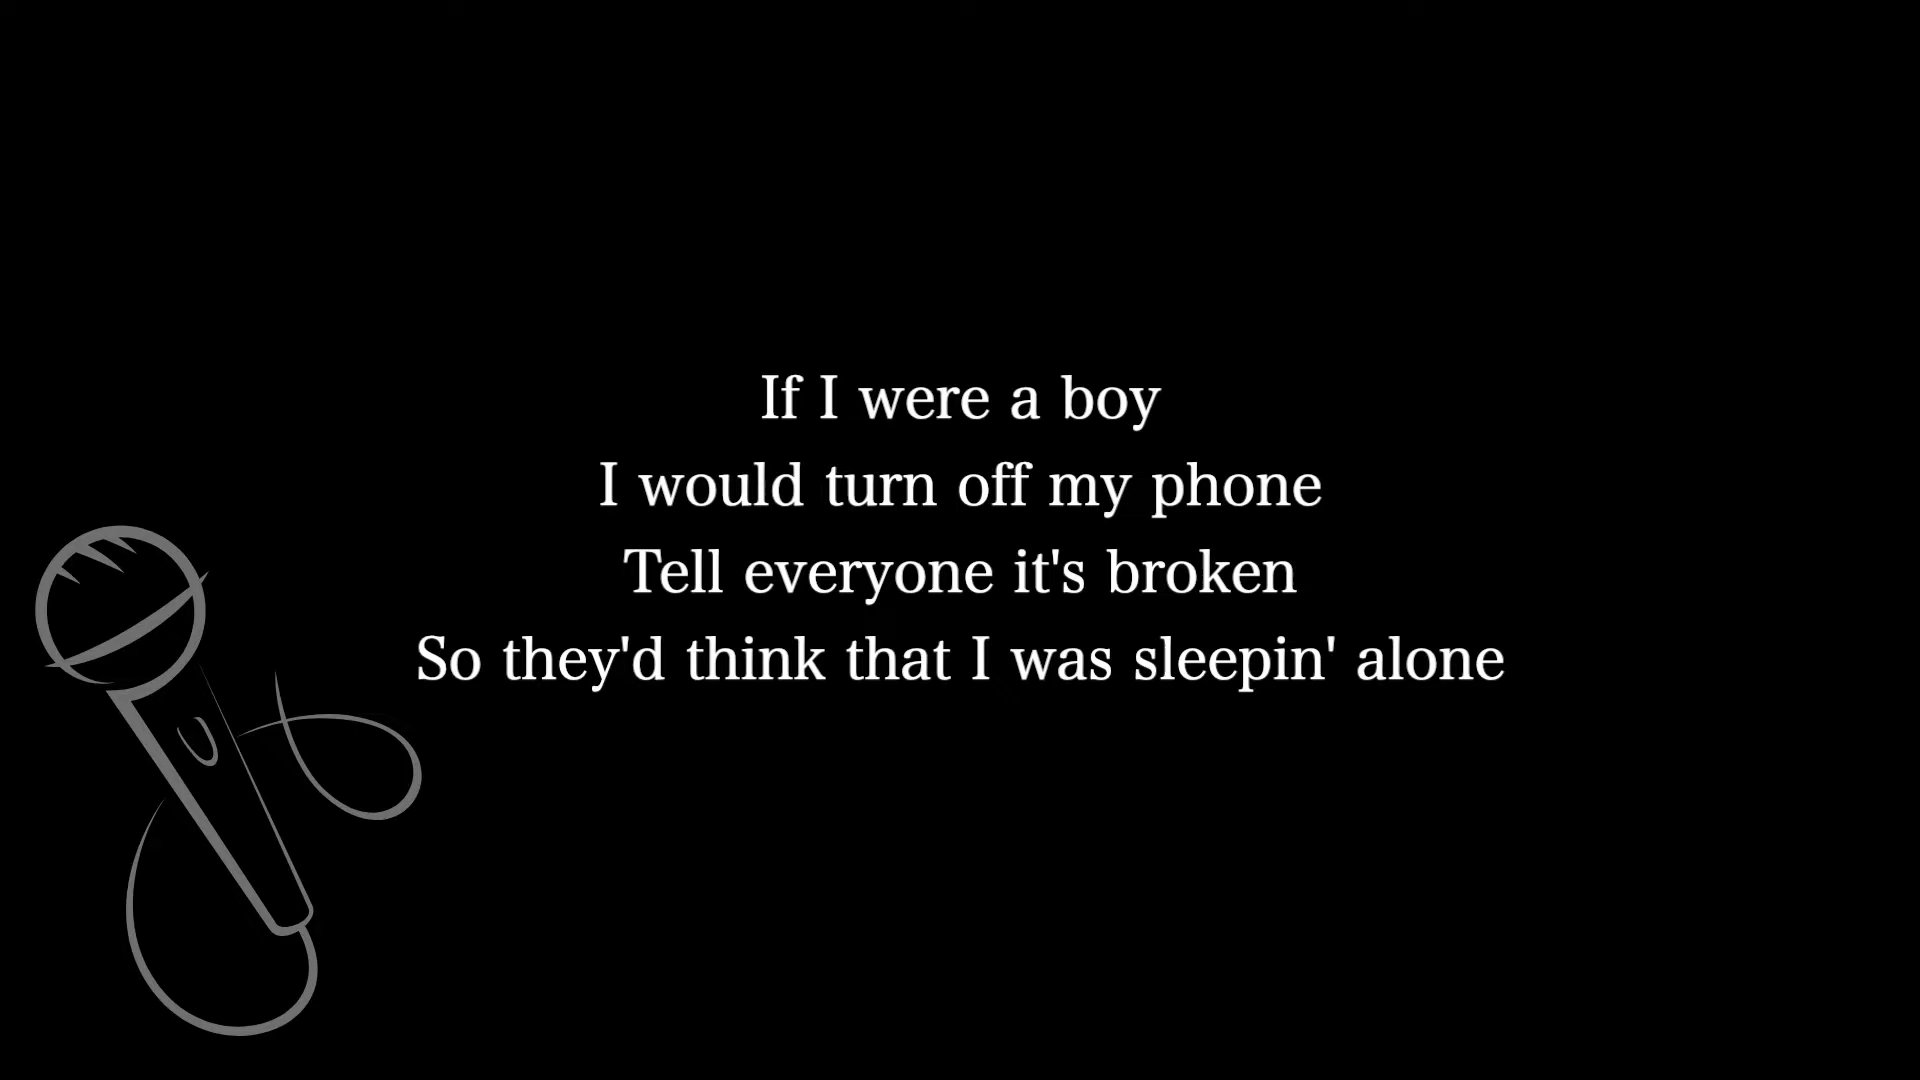 If I were a boy
I would turn off my phone
Tell everyone it's broken
So they'd think that I was sleepin' alone